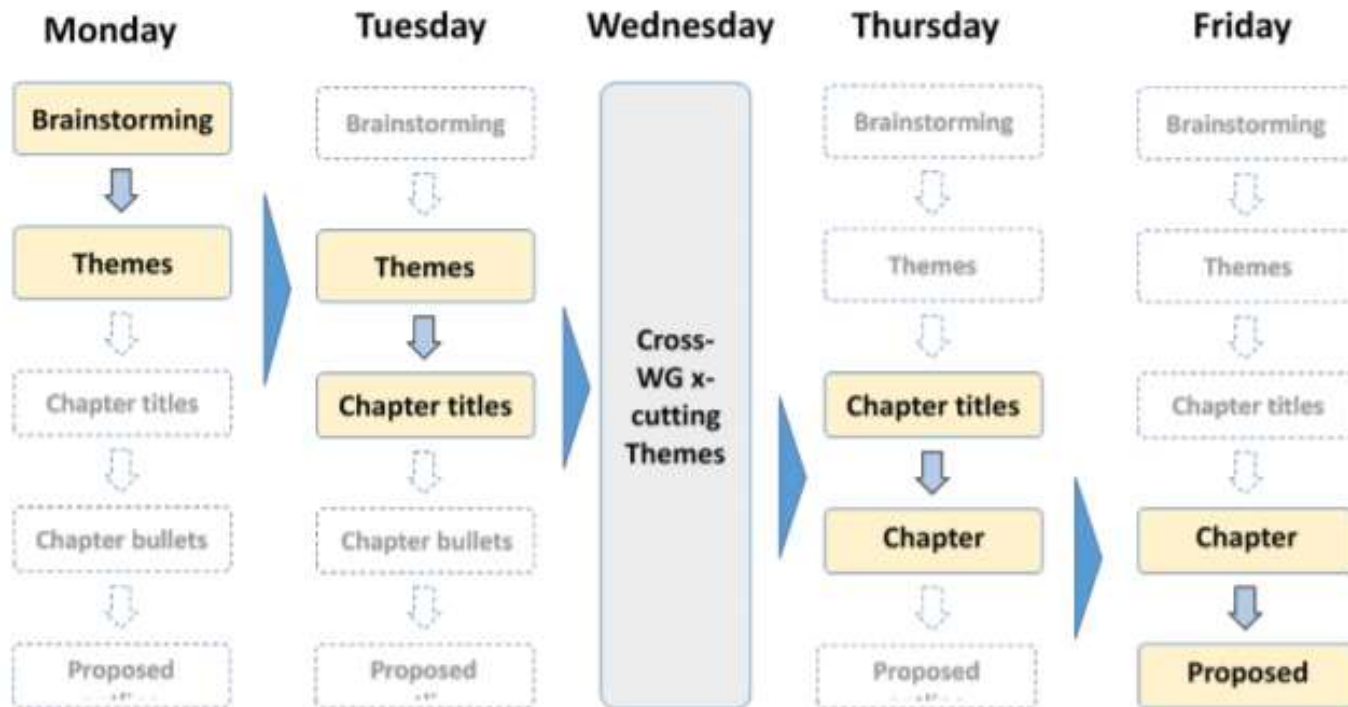 Monday
Brainstorming
Themes
Chapter titles
Chapter bullets
Proposed
Tuesday
Brainstorming
Themes
Chapter titles
Chapter bullets
Proposed
Wednesday
Cross-
WG x-
cutting
Themes
Thursday
Brainstorming
Themes
Chapter titles
Chapter
Proposed
Friday
Brainstorming
Themes
Chapter titles
Chapter
Proposed